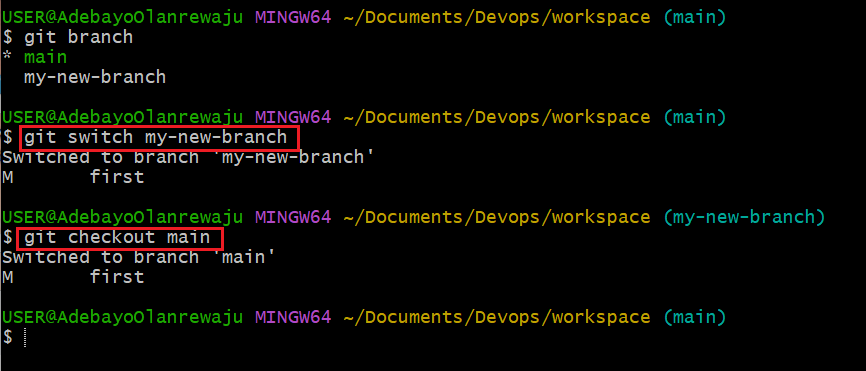 USER@AdebayoOlanrewaju MINGW64 ~/Documents/Devops/workspace (main)
$ git branch
* main
  my-new-branch
USER@AdebayoOlanrewaju MINGW64 ~/Documents/Devops/workspace (main)
$ git switch my-new-branch
Switched to branch 'my-new-branch'
M       first
USER@AdebayoOlanrewaju MINGW64 ~/Documents/Devops/workspace (my-new-branch)
$ git checkout main
Switched to branch 'main'
M       first
USER@AdebayoOlanrewaju MINGW64 ~/Documents/Devops/workspace (main)
$